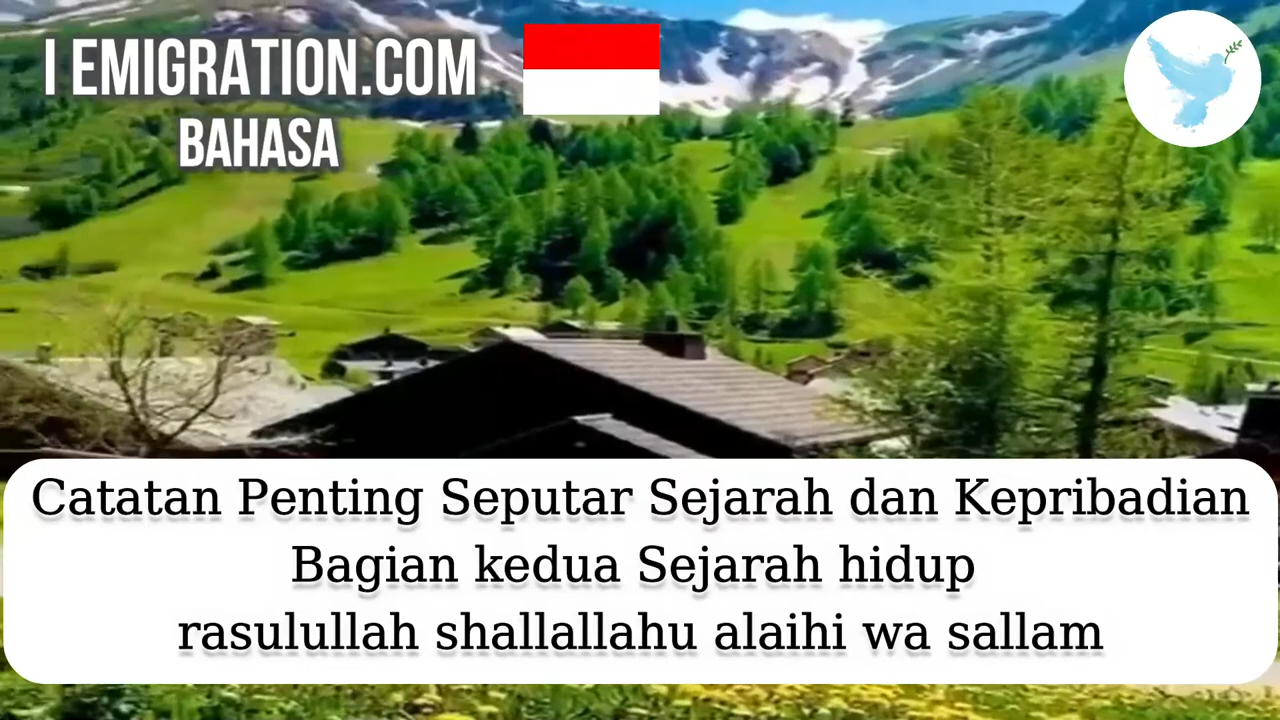 I EMIGRATION.COM
BAHASA
Catatan Penting Seputar Sejarah dan Kepribadian
Bagian kedua Sejarah hidup
rasulullah shallallahu alaihi wa sallam